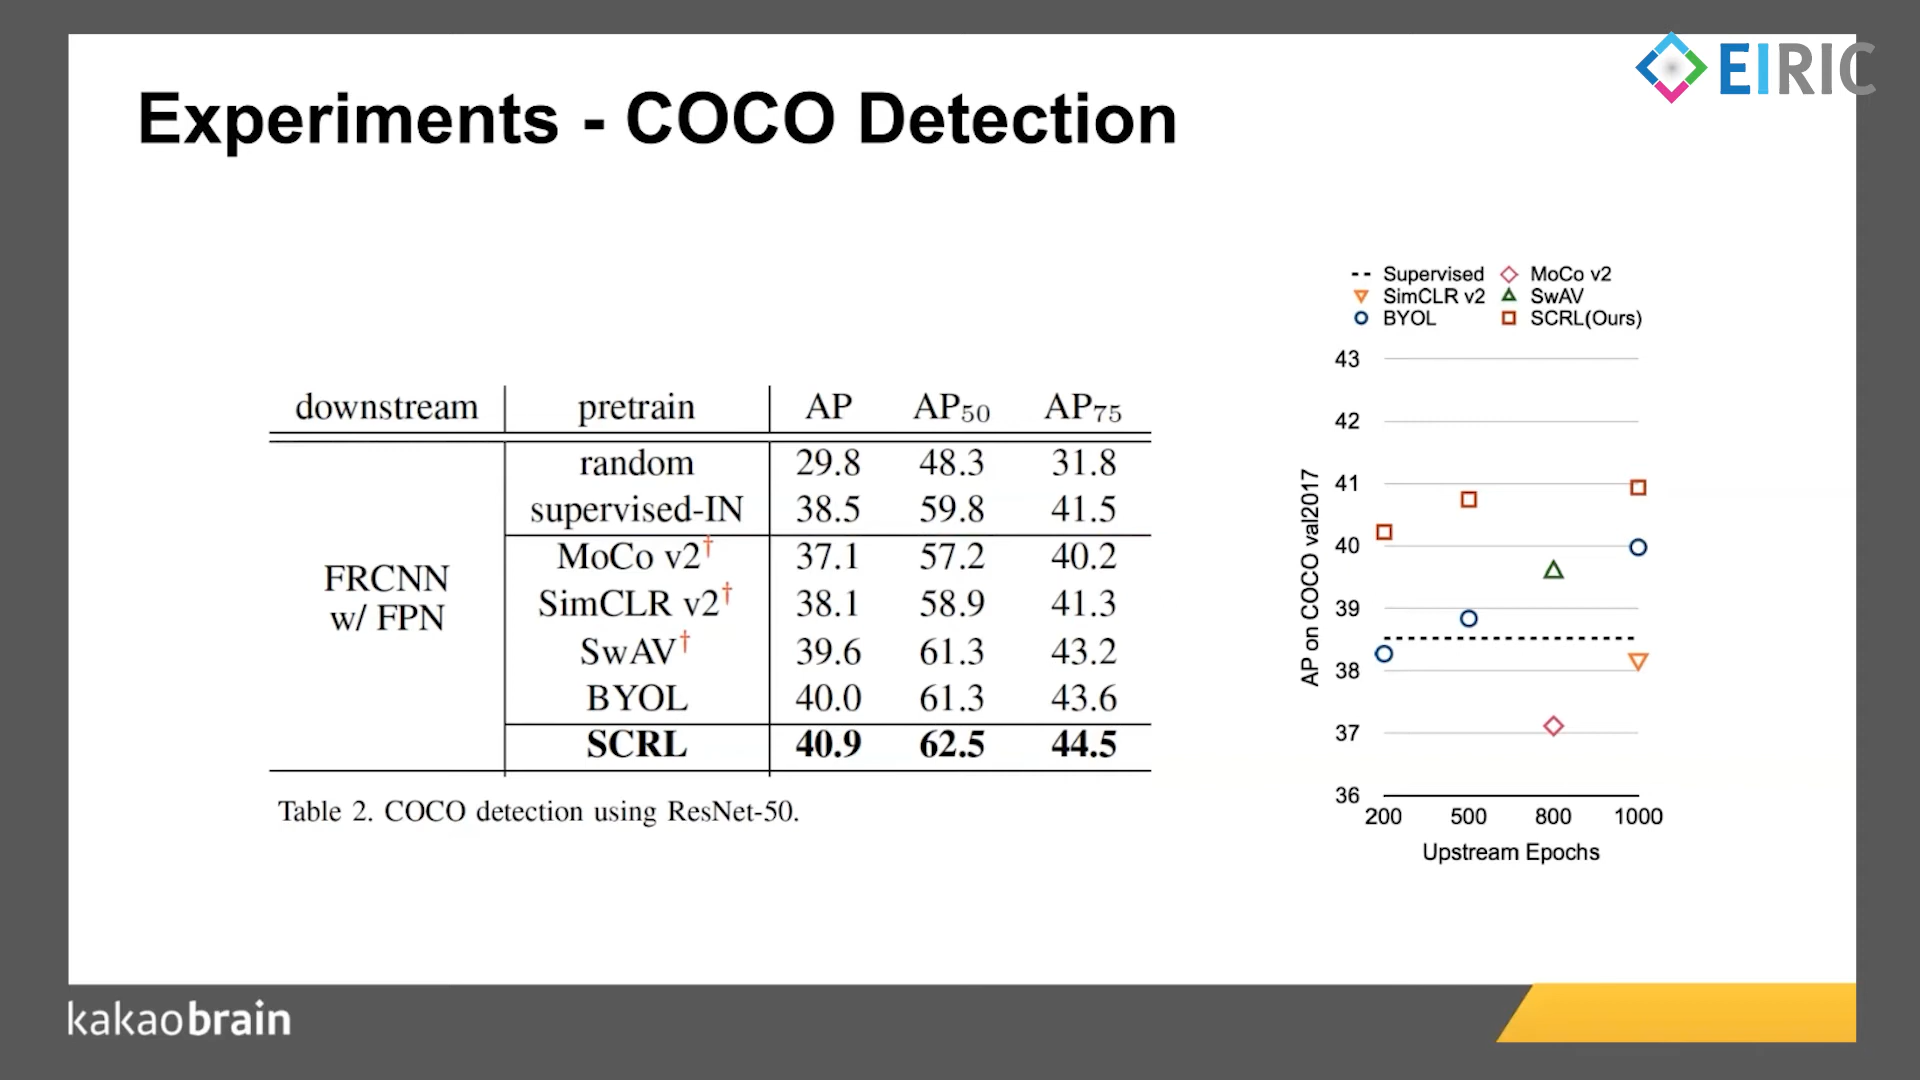 EIRIC
Experiments - COCO Detection
downstream pretrain AP AP50 AP75
random 29.8 48.3 31.8
supervised-IN 38.5 59.8 41.5
FRCNN
w/ FPN
MoCo v2† 37.1 57.2 40.2
SimCLR v2† 38.1 58.9 41.3
SwAV† 39.6 61.3 43.2
BYOL 40.0 61.3 43.6
SCRL 40.9 62.5 44.5
Table 2. COCO detection using ResNet-50.
Supervised MoCo v2
SimCLR v2 SwAV
BYOL SCRL(Ours)
43
42
41
40
39
38
37
36
AP on COCO val2017
200 500 800 1000
Upstream Epochs
kakaobrain